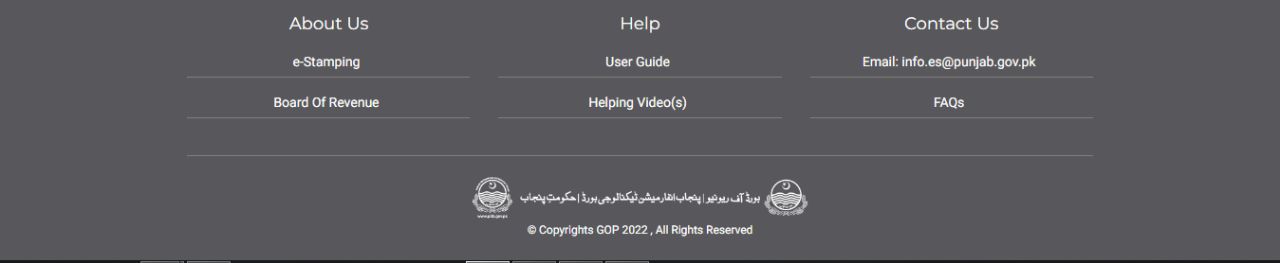 About Us
Help
Contact Us
e-Stamping
User Guide
Email: info.es@punjab.gov.pk
Board Of Revenue
Helping Video(s)
FAQs
بورڈ آف ریونیو | پنجاب انفارمیشن ٹیکنالوجی بورڈ | حکومتِ پنجاب
© Copyrights GOP 2022 , All Rights Reserved